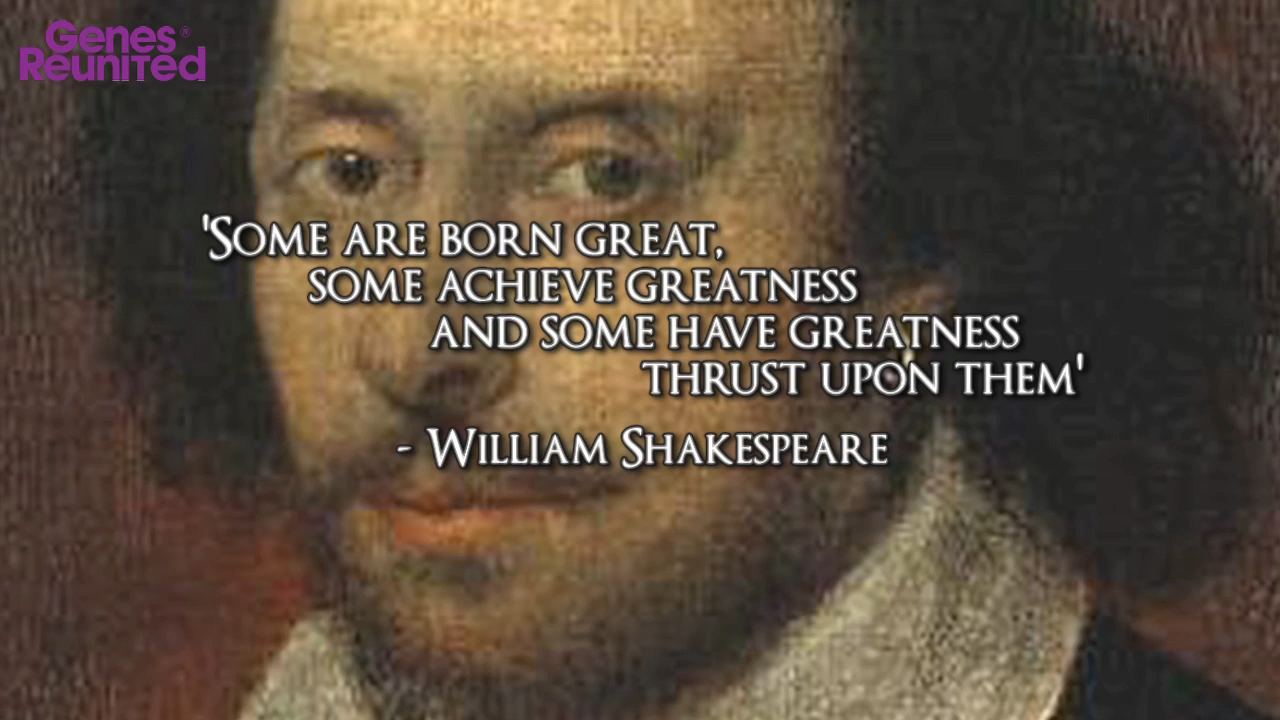 Genes®
Reunited
'Some are born great,
some achieve greatness
and some have greatness
thrust upon them'
- William Shakespeare